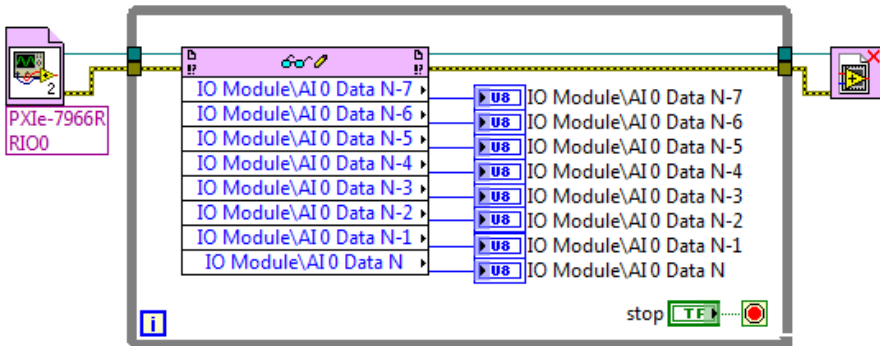 2
PXIe-7966R
RIO0
IO Module\AI 0 Data N-7
IO Module\AI 0 Data N-6
IO Module\AI 0 Data N-5
IO Module\AI 0 Data N-4
IO Module\AI 0 Data N-3
IO Module\AI 0 Data N-2
IO Module\AI 0 Data N-1
IO Module\AI 0 Data N
U8 IO Module\AI 0 Data N-7
U8 IO Module\AI 0 Data N-6
U8 IO Module\AI 0 Data N-5
U8 IO Module\AI 0 Data N-4
U8 IO Module\AI 0 Data N-3
U8 IO Module\AI 0 Data N-2
U8 IO Module\AI 0 Data N-1
U8 IO Module\AI 0 Data N
stop TF
i